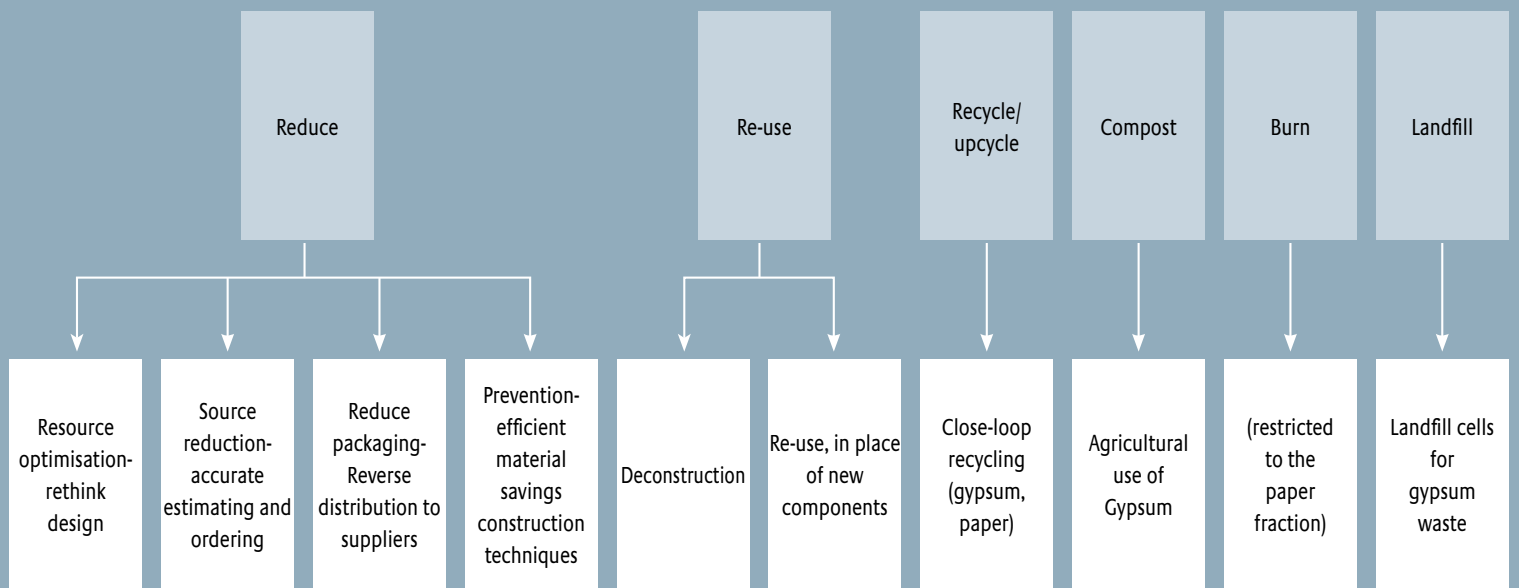 Reduce
Re-use
Recycle/
upcycle
Compost
Burn
Landfill
Resource
optimisation-
rethink
design
Source
reduction-
accurate
estimating and
ordering
Reduce
packaging-
Reverse
distribution to
suppliers
Prevention-
efficient
material
savings
construction
techniques
Deconstruction
Re-use, in place
of new
components
Close-loop
recycling
(gypsum,
paper)
Agricultural
use of
Gypsum
(restricted
to the
paper
fraction)
Landfill cells
for
gypsum
waste